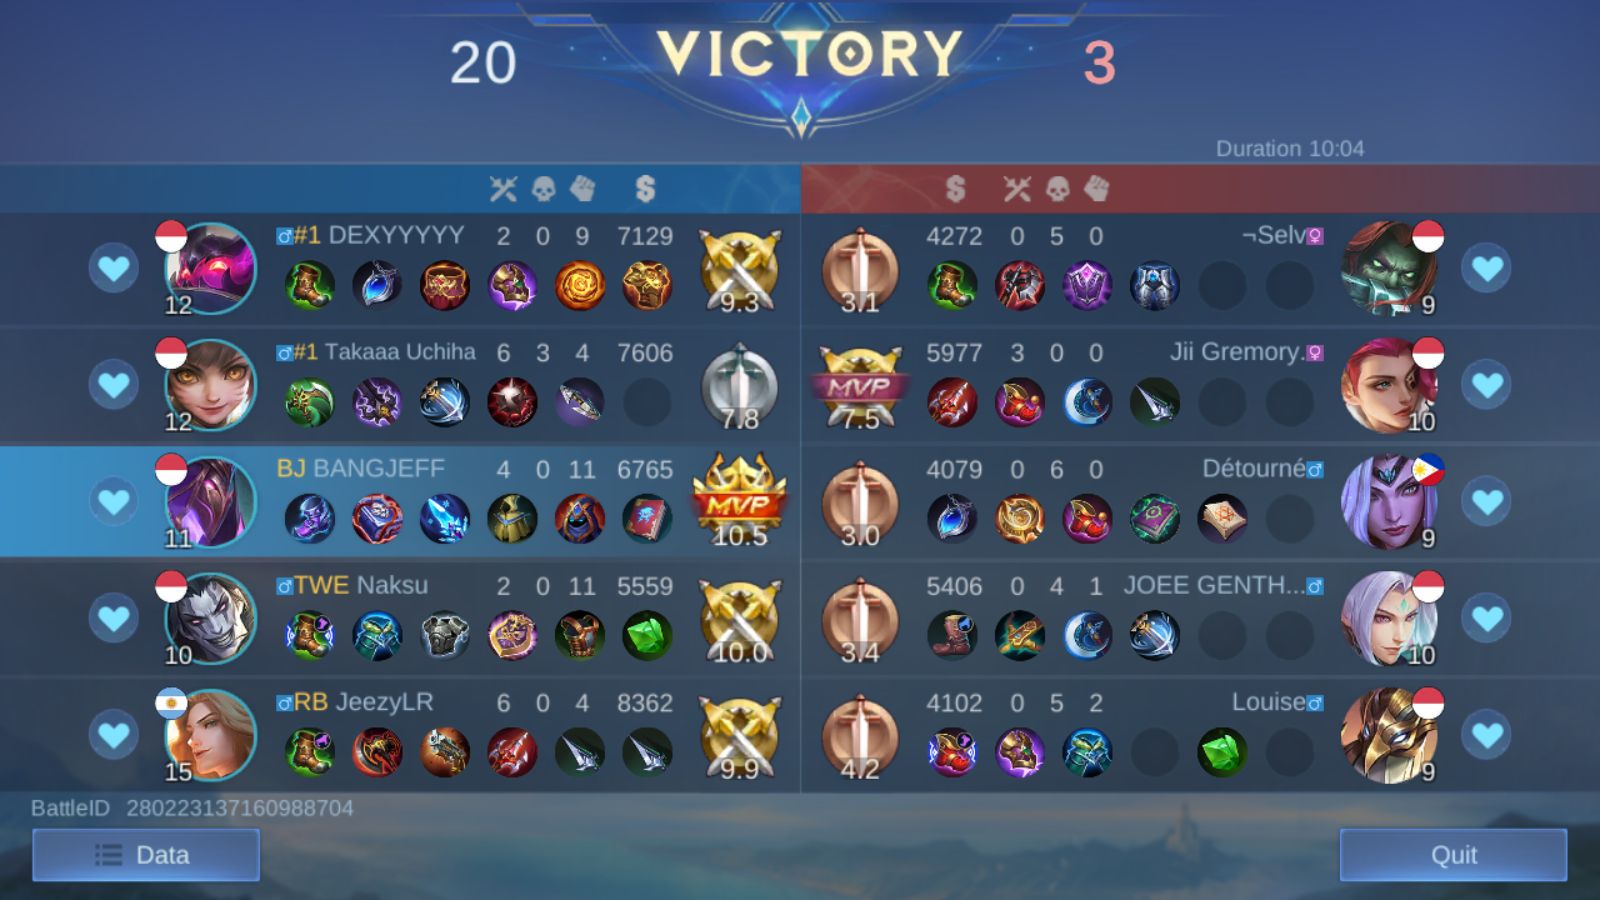 20 VICTORY 3
Duration 10:04
#1 DEXYYYYY 2 0 9 7129
12 9.3
3.1 4272 0 5 0 ¬Selv
9
#1 Takaaa Uchiha 6 3 4 7606
12 7.8
MVP 7.5 5977 3 0 0 Jii Gremory.
10
BJ BANGJEFF 4 0 11 6765
11 MVP 10.5
3.0 4079 0 6 0 Détourné
9
TWE Naksu 2 0 11 5559
10 10.0
3.4 5406 0 4 1 JOEE GENTH...
10
RB JeezyLR 6 0 4 8362
15 9.9
4.2 4102 0 5 2 Louise
9
BattleID 280223137160988704
Data
Quit